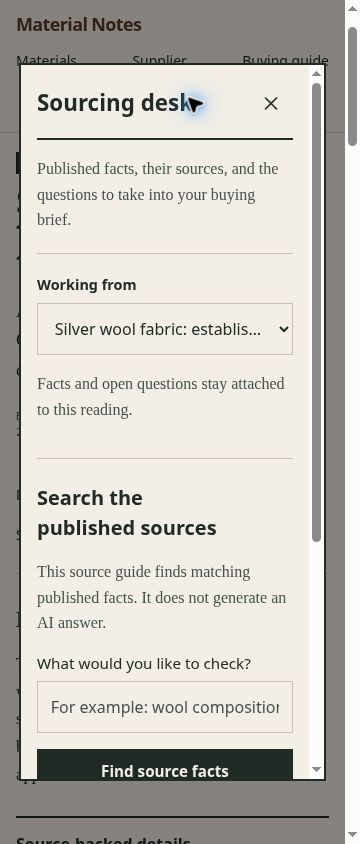 Material Notes
Materials Supplier Buying guide
Sourcing desk
Published facts, their sources, and the
questions to take into your buying
brief.
Working from
Silver wool fabric: establis...
Facts and open questions stay attached
to this reading.
Search the
published sources
This source guide finds matching
published facts. It does not generate an
AI answer.
What would you like to check?
For example: wool composition
Find source facts
Source-backed details